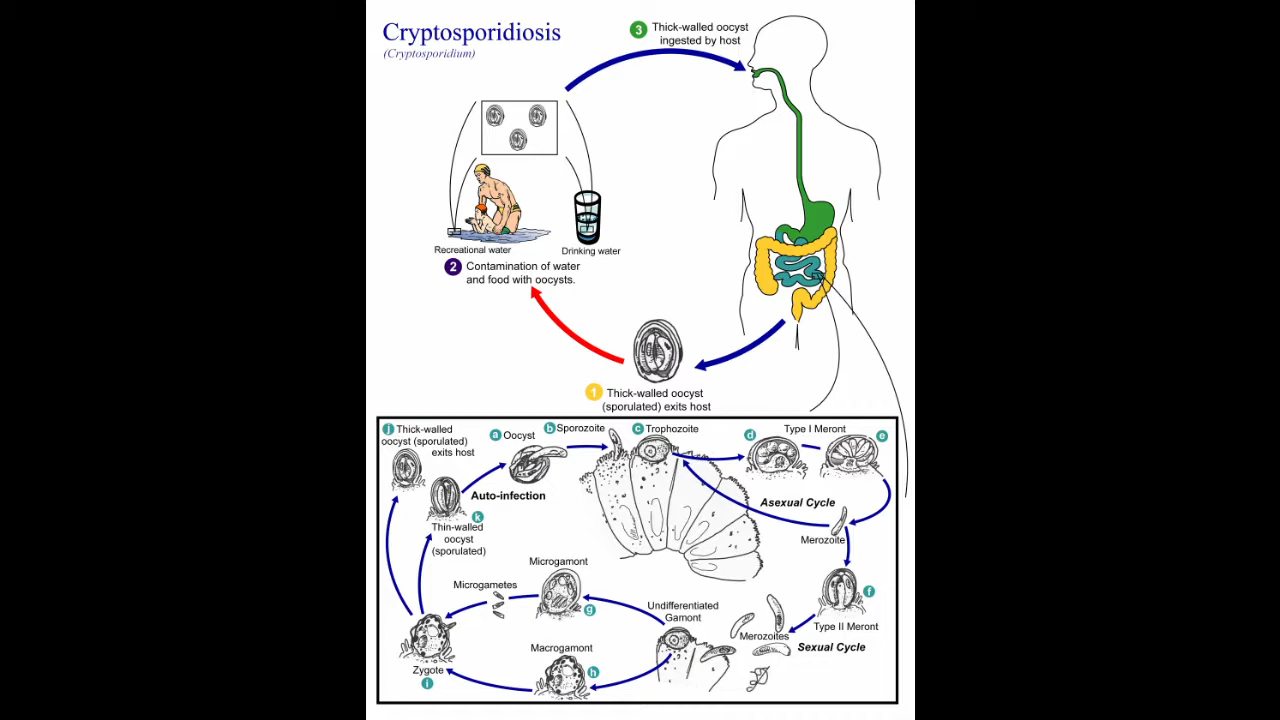 Cryptosporidiosis
(Cryptosporidium)
3 Thick-walled oocyst
ingested by host
Recreational water
Drinking water
2 Contamination of water
and food with oocysts.
1 Thick-walled oocyst
(sporulated) exits host
j Thick-walled
oocyst (sporulated)
exits host
a Oocyst
b Sporozoite
c Trophozoite
Type I Meront
d
e
Auto-infection
k
Thin-walled
oocyst
(sporulated)
Asexual Cycle
Merozoite
Microgamont
g
Microgametes
f
Type II Meront
Undifferentiated
Gamont
Merozoites
Sexual Cycle
Macrogamont
h
Zygote
i